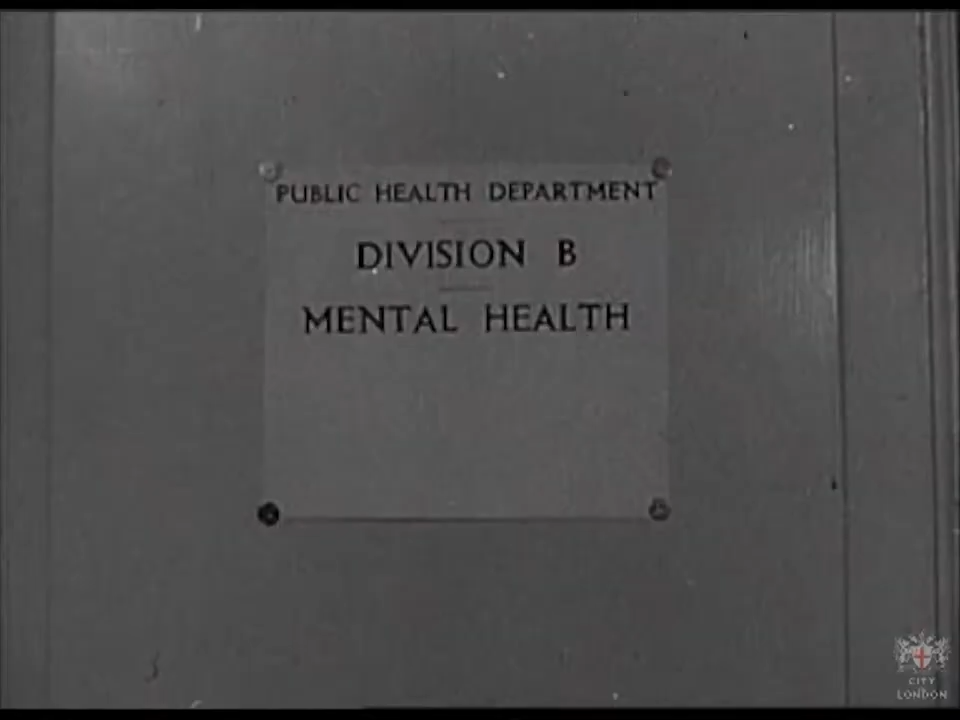 PUBLIC HEALTH DEPARTMENT
DIVISION B
MENTAL HEALTH
CITY
LONDON